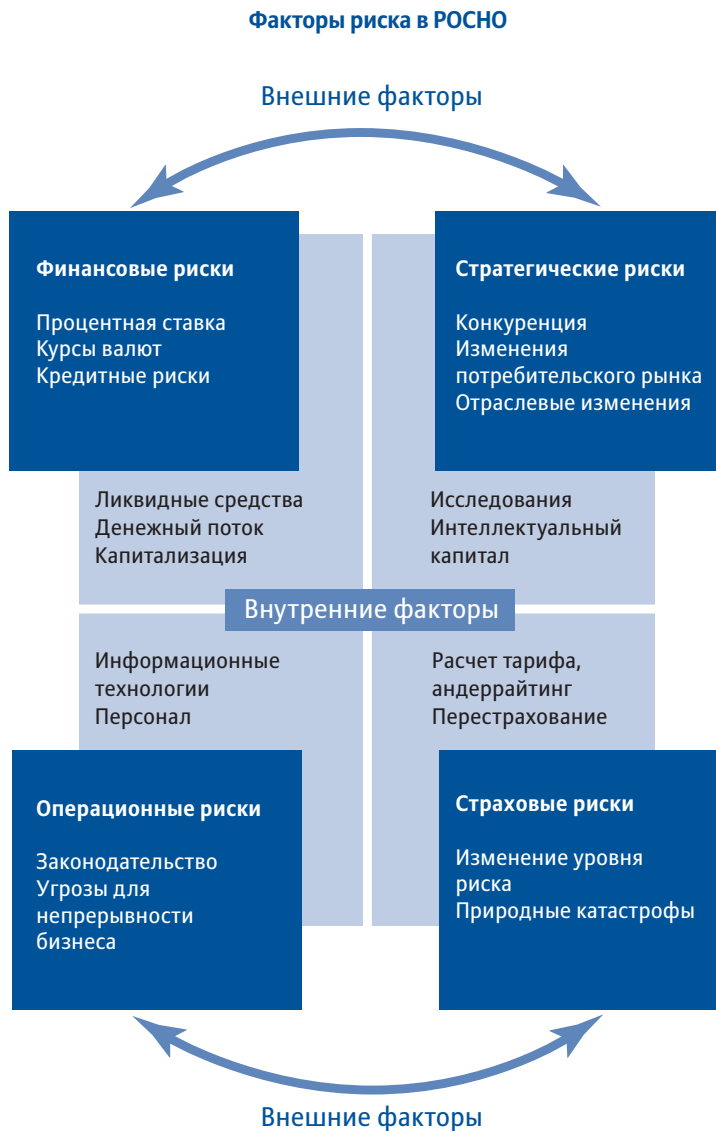 Факторы риска в РОСНО
Внешние факторы
Финансовые риски
Процентная ставка
Курсы валют
Кредитные риски
Стратегические риски
Конкуренция
Изменения
потребительского рынка
Отраслевые изменения
Ликвидные средства
Денежный поток
Капитализация
Исследования
Интеллектуальный
капитал
Внутренние факторы
Информационные
технологии
Персонал
Расчет тарифа,
андеррайтинг
Перестрахование
Операционные риски
Законодательство
Угрозы для
непрерывности
бизнеса
Страховые риски
Изменение уровня
риска
Природные катастрофы
Внешние факторы